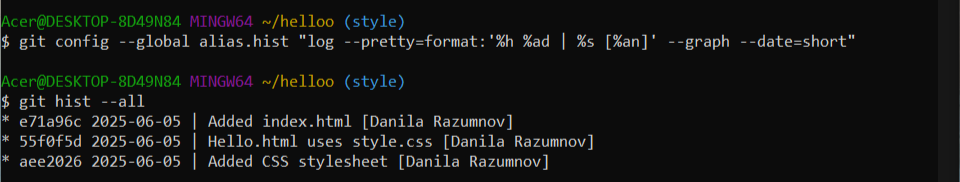 Acer@DESKTOP-8D49N84 MINGW64 ~/helloo (style)
$ git config --global alias.hist "log --pretty=format:'%h %ad | %s [%an]' --graph --date=short"
Acer@DESKTOP-8D49N84 MINGW64 ~/helloo (style)
$ git hist --all
* e71a96c 2025-06-05 | Added index.html [Danila Razumnov]
* 55f0f5d 2025-06-05 | Hello.html uses style.css [Danila Razumnov]
* aee2026 2025-06-05 | Added CSS stylesheet [Danila Razumnov]